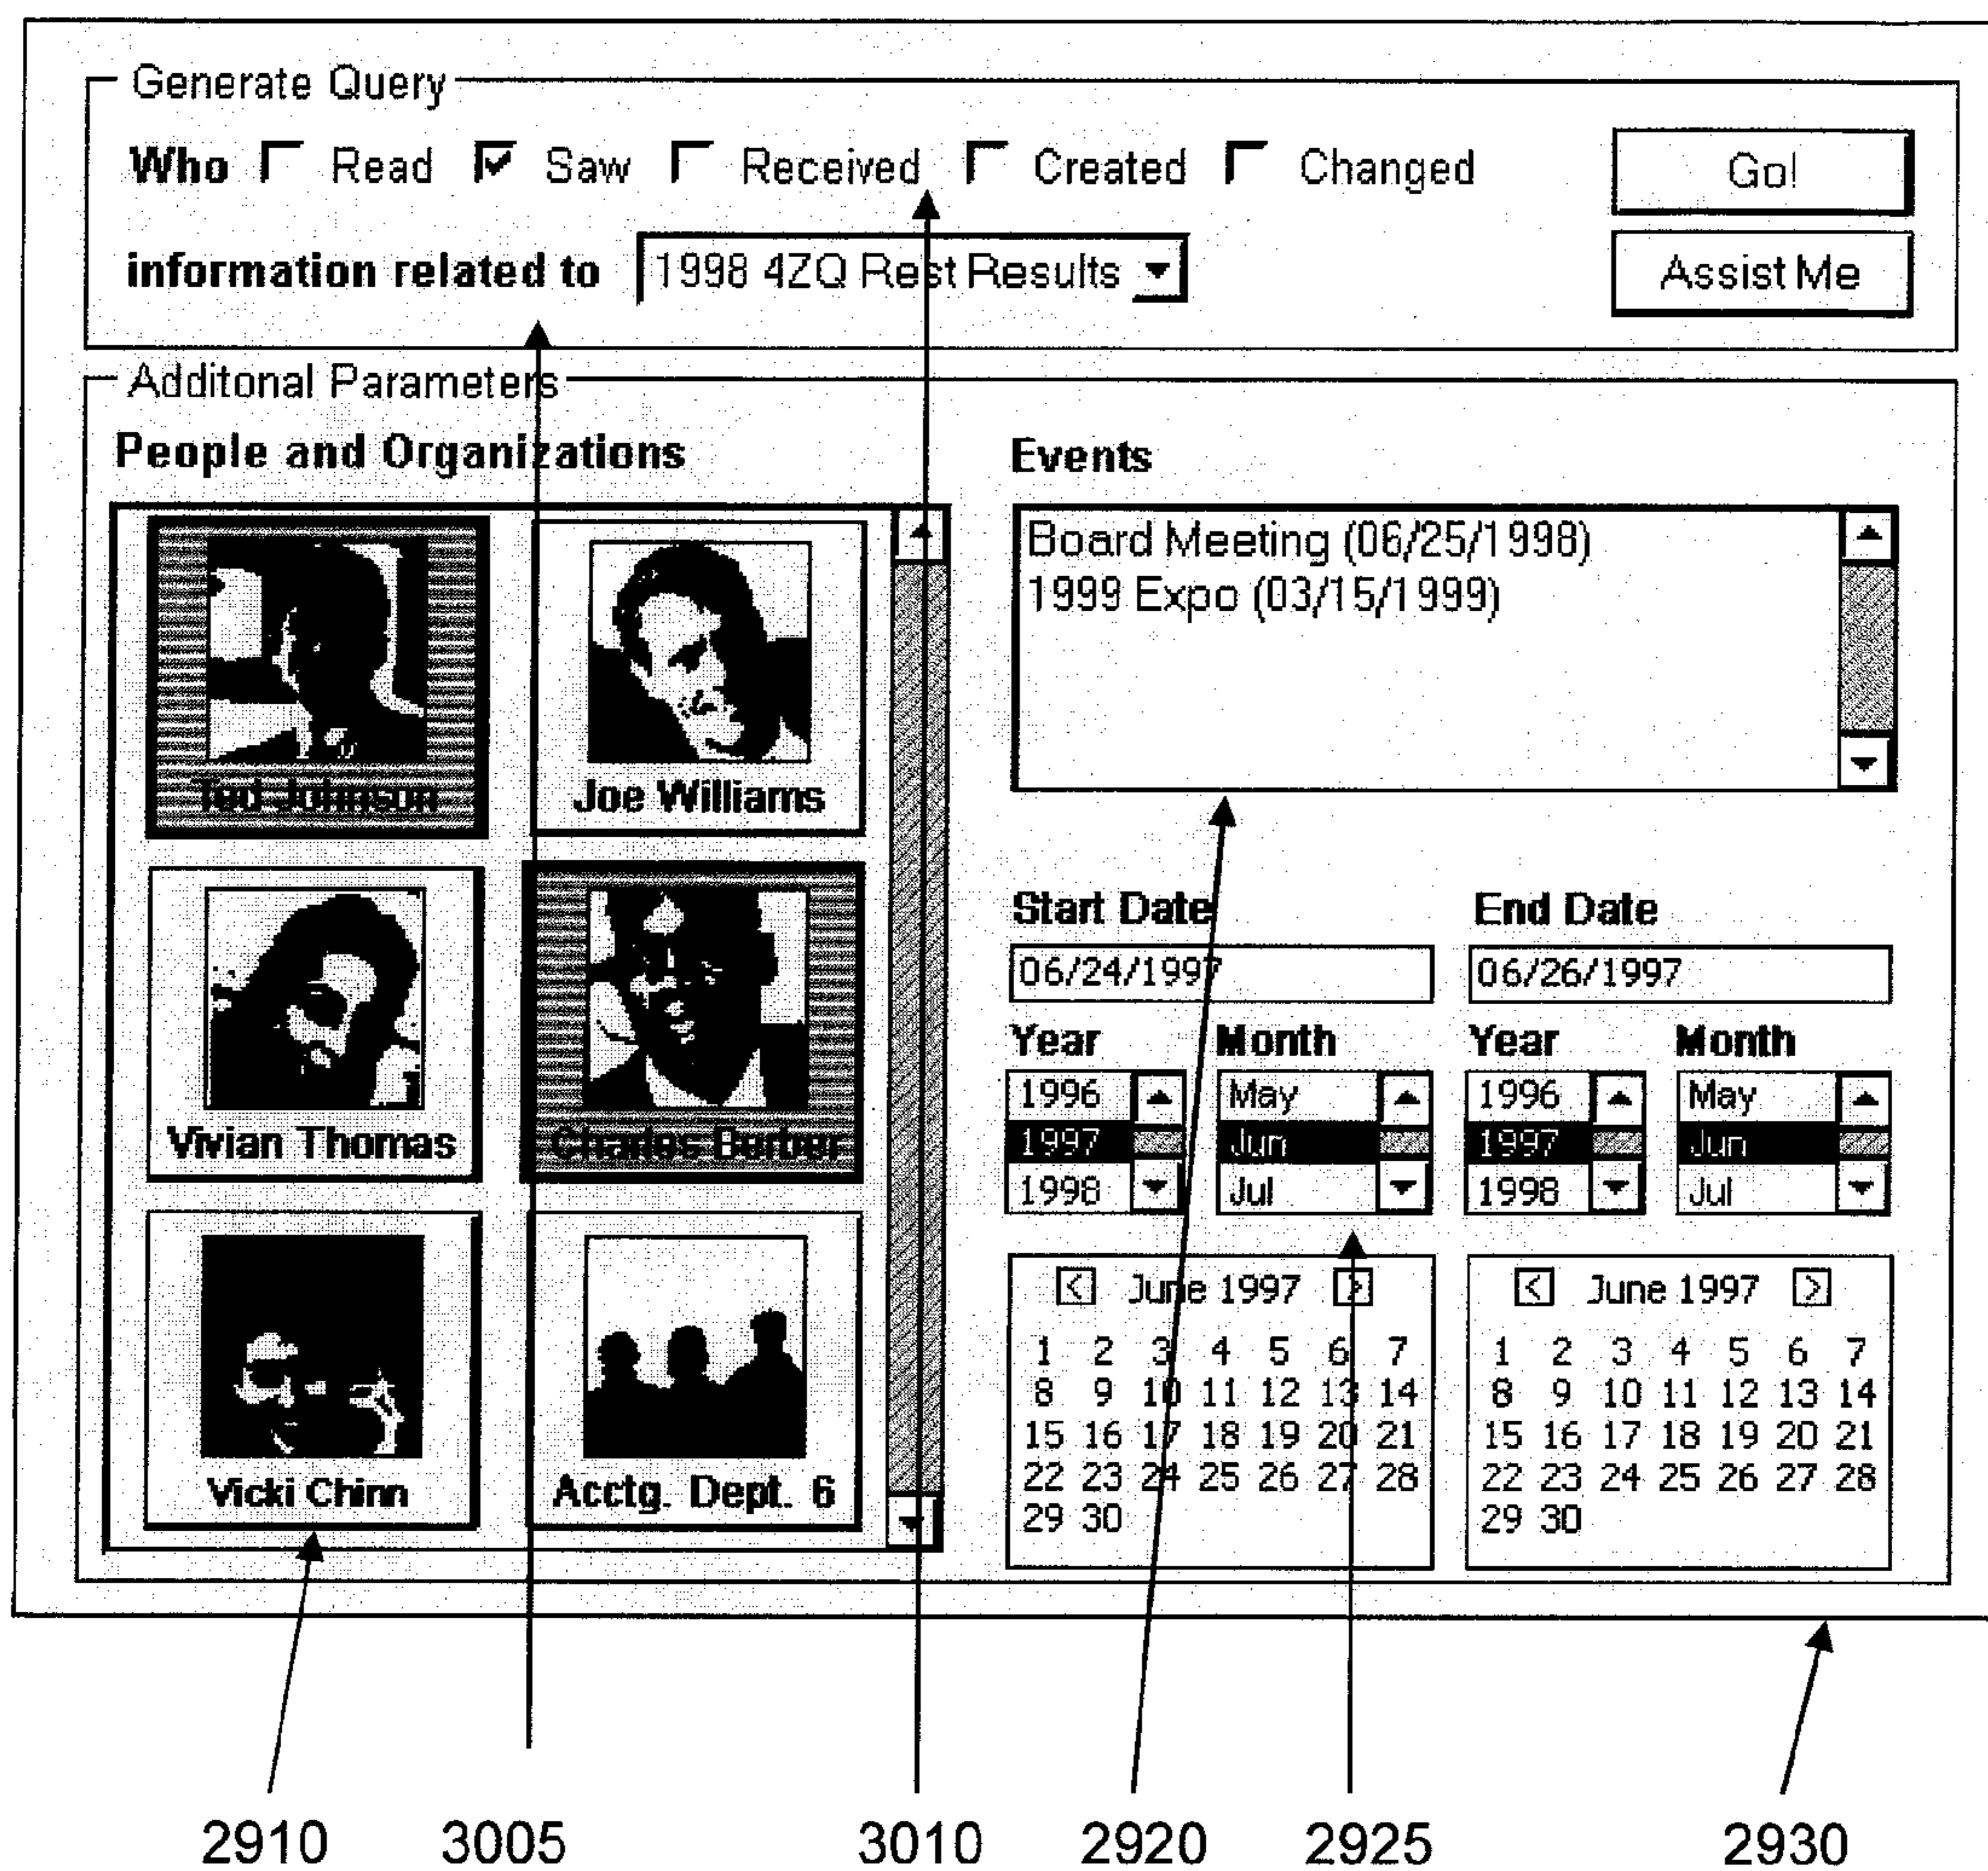 Generate Query
Who Read Saw Received Created Changed Go!
information related to 1998 4ZQ Rest Results Assist Me
Additonal Parameters
People and Organizations
Ted Johnson Joe Williams
Vivian Thomas Charles Berber
Vicki Chinn Acctg. Dept. 6
Events
Board Meeting (06/25/1998)
1999 Expo (03/15/1999)
Start Date End Date
06/24/1997 06/26/1997
Year Month Year Month
1996 May 1996 May
1997 Jun 1997 Jun
1998 Jul 1998 Jul
< June 1997 > < June 1997 >
1 2 3 4 5 6 7 1 2 3 4 5 6 7
8 9 10 11 12 13 14 8 9 10 11 12 13 14
15 16 17 18 19 20 21 15 16 17 18 19 20 21
22 23 24 25 26 27 28 22 23 24 25 26 27 28
29 30 29 30
2910 3005 3010 2920 2925 2930